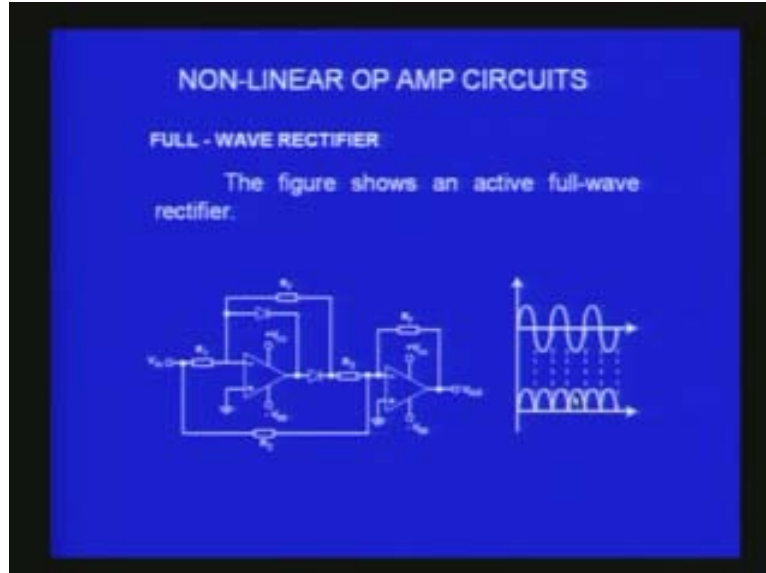 NON-LINEAR OP AMP CIRCUITS
FULL - WAVE RECTIFIER
The figure shows an active full-wave
rectifier.